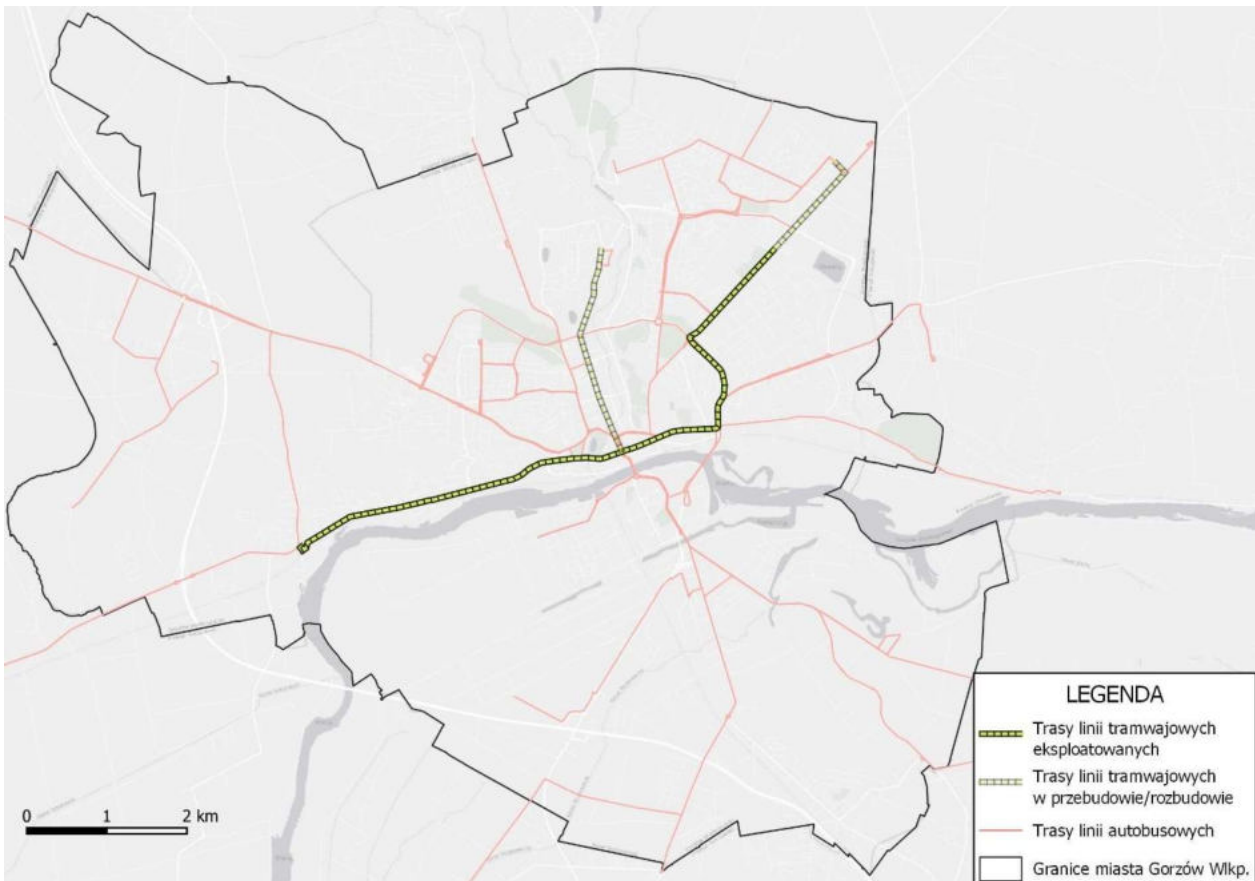 LEGENDA
Trasy linii tramwajowych
eksploatowanych
Trasy linii tramwajowych
w przebudowie/rozbudowie
Trasy linii autobusowych
Granice miasta Gorzów Wlkp.
0 1 2 km